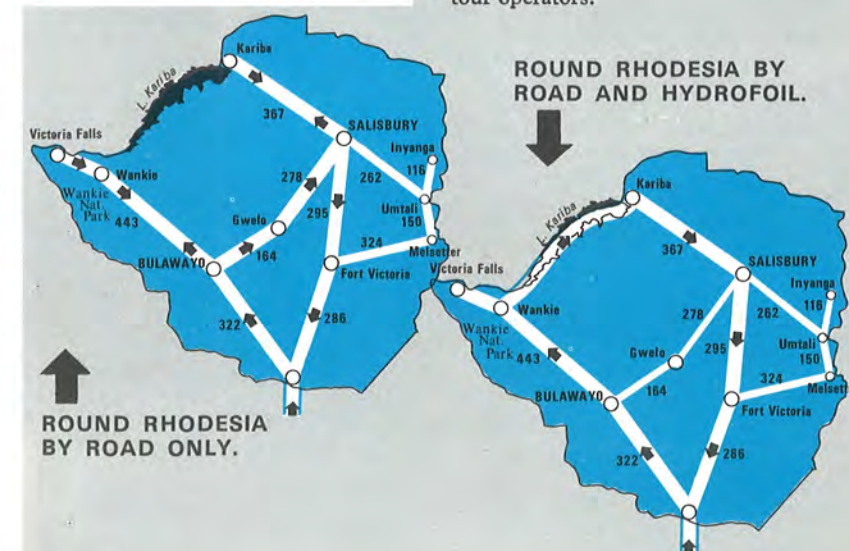 tour operators.
Kariba
L. Kariba
367
SALISBURY
Victoria Falls
Inyanga
116
Wankie
278
262
Wankie
Nat.
Park
443
Umtali
295
150
Gwelo
324
Melsetter
BULAWAYO
164
Fort Victoria
322
286
ROUND RHODESIA
BY ROAD ONLY.
ROUND RHODESIA BY
ROAD AND HYDROFOIL.
Kariba
L. Kariba
367
SALISBURY
Victoria Falls
Inyanga
116
Wankie
278
262
Wankie
Nat.
Park
443
Umtali
295
150
Gwelo
324
Melsett
BULAWAYO
164
Fort Victoria
322
286